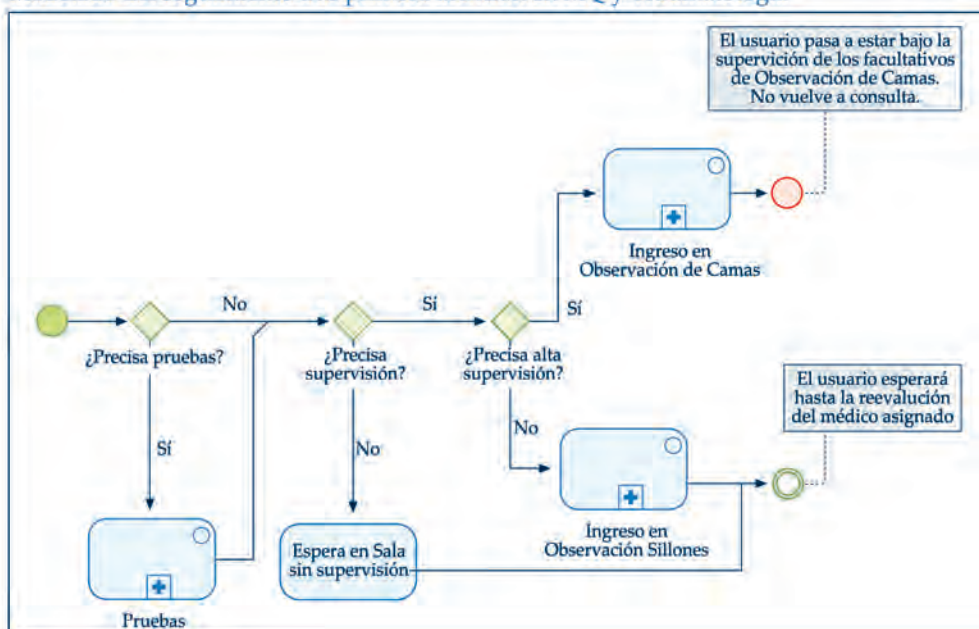 El usuario pasa a estar bajo la
supervición de los facultativos
de Observación de Camas.
No vuelve a consulta.
Ingreso en
Observación de Camas
No
Sí
Sí
¿Precisa pruebas?
¿Precisa
supervisión?
¿Precisa alta
supervisión?
El usuario esperará
hasta la reevalución
del médico asignado
Sí
No
No
Espera en Sala
sin supervisión
Ingreso en
Observación Sillones
Pruebas